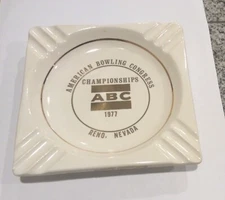 AMERICAN BOWLING CONGRESS
CHAMPIONSHIPS
ABC
1977
RENO, NEVADA